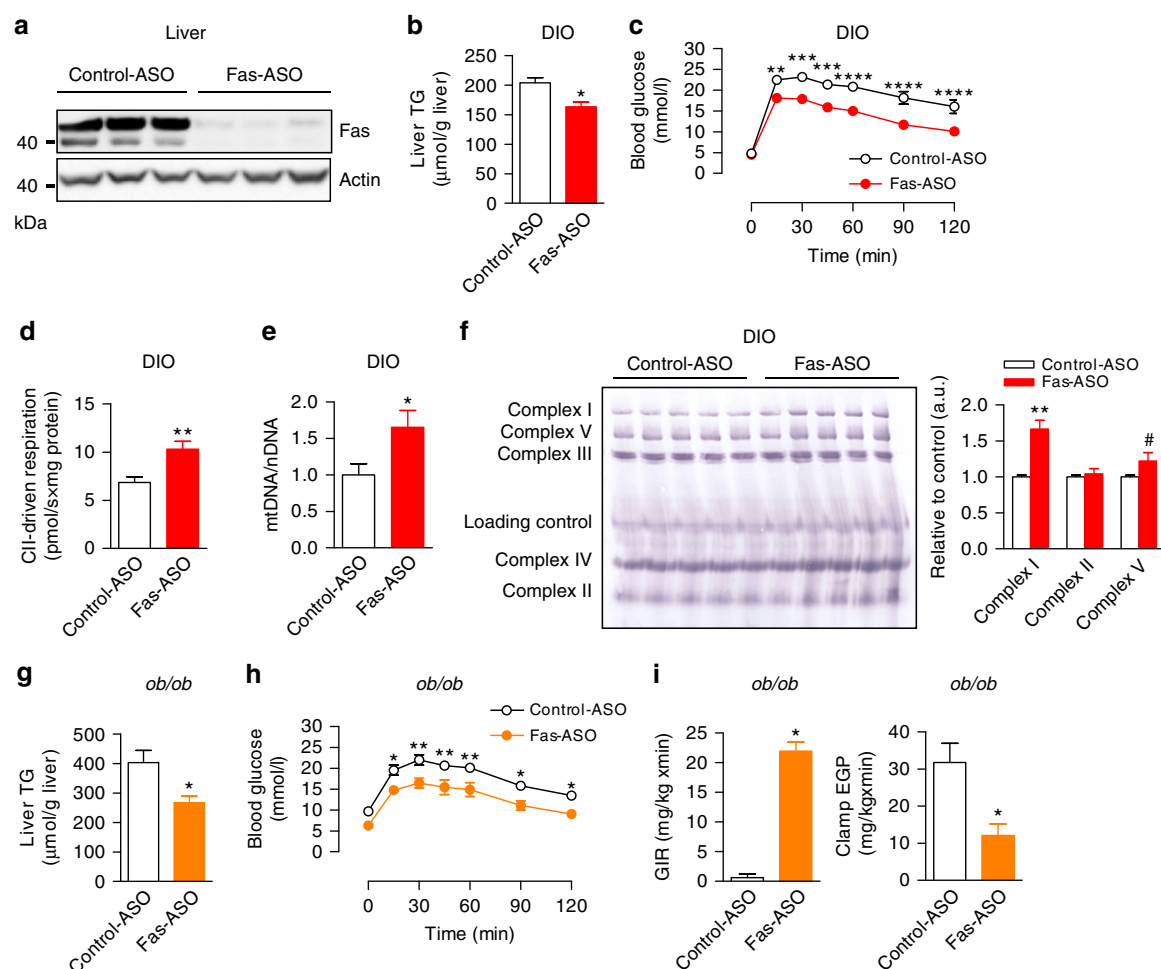 a
Liver
Control-ASO
Fas-ASO
Fas
40
Actin
40
kDa
b
DIO
Liver TG
(μmol/g liver)
250
200
150
100
50
0
*
Control-ASO
Fas-ASO
c
DIO
Blood glucose
(mmol/l)
30
25
20
15
10
5
0
** *** *** **** **** ****
Control-ASO
Fas-ASO
0 30 60 90 120
Time (min)
d
DIO
CII-driven respiration
(pmol/sxmg protein)
15
10
5
0
**
Control-ASO
Fas-ASO
e
DIO
mtDNA/nDNA
2.0
1.5
1.0
0.5
0.0
*
Control-ASO
Fas-ASO
f
DIO
Control-ASO
Fas-ASO
Complex I
Complex V
Complex III
Loading control
Complex IV
Complex II
Control-ASO
Fas-ASO
Relative to control (a.u.)
2.0
1.5
1.0
0.5
0.0
**
#
Complex I
Complex II
Complex V
g
ob/ob
Liver TG
(μmol/g liver)
500
400
300
200
100
0
*
Control-ASO
Fas-ASO
h
ob/ob
Control-ASO
Fas-ASO
Blood glucose
(mmol/l)
30
25
20
15
10
5
0
* ** ** ** * *
0 30 60 90 120
Time (min)
i
ob/ob
GIR (mg/kg xmin)
25
20
15
10
5
0
*
Control-ASO
Fas-ASO
ob/ob
Clamp EGP
(mg/kgxmin)
40
30
20
10
0
*
Control-ASO
Fas-ASO